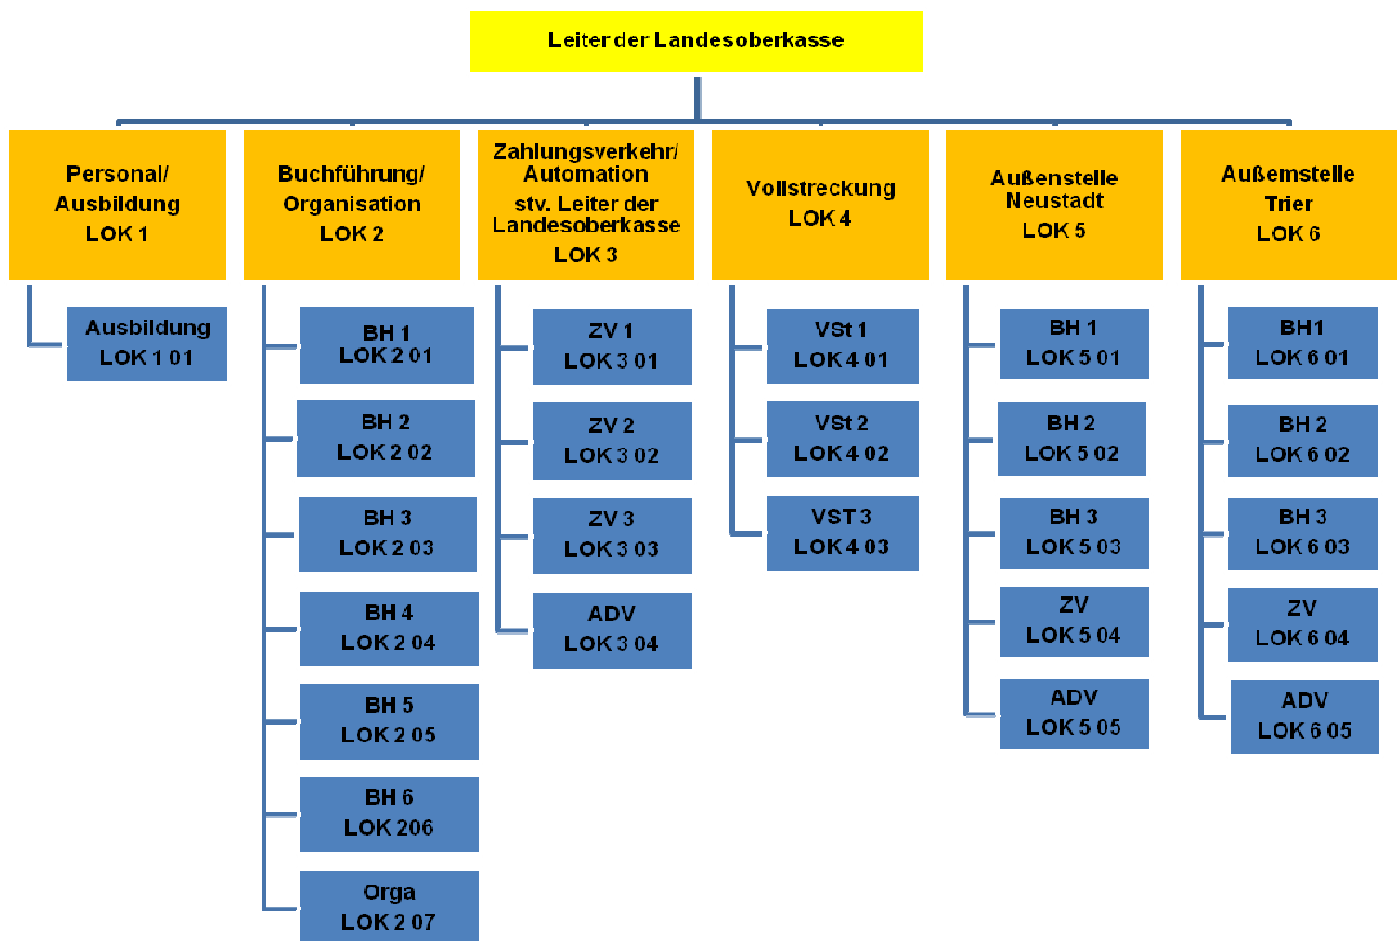 Leiter der Landesoberkasse
Personal/
Ausbildung
LOK 1
Ausbildung
LOK 1 01
Buchführung/
Organisation
LOK 2
BH 1
LOK 2 01
BH 2
LOK 2 02
BH 3
LOK 2 03
BH 4
LOK 2 04
BH 5
LOK 2 05
BH 6
LOK 206
Orga
LOK 2 07
Zahlungsverkehr/
Automation
stv. Leiter der
Landesoberkasse
LOK 3
ZV 1
LOK 3 01
ZV 2
LOK 3 02
ZV 3
LOK 3 03
ADV
LOK 3 04
Vollstreckung
LOK 4
VSt 1
LOK 4 01
VSt 2
LOK 4 02
VST 3
LOK 4 03
Außenstelle
Neustadt
LOK 5
BH 1
LOK 5 01
BH 2
LOK 5 02
BH 3
LOK 5 03
ZV
LOK 5 04
ADV
LOK 5 05
Außemstelle
Trier
LOK 6
BH1
LOK 6 01
BH 2
LOK 6 02
BH 3
LOK 6 03
ZV
LOK 6 04
ADV
LOK 6 05